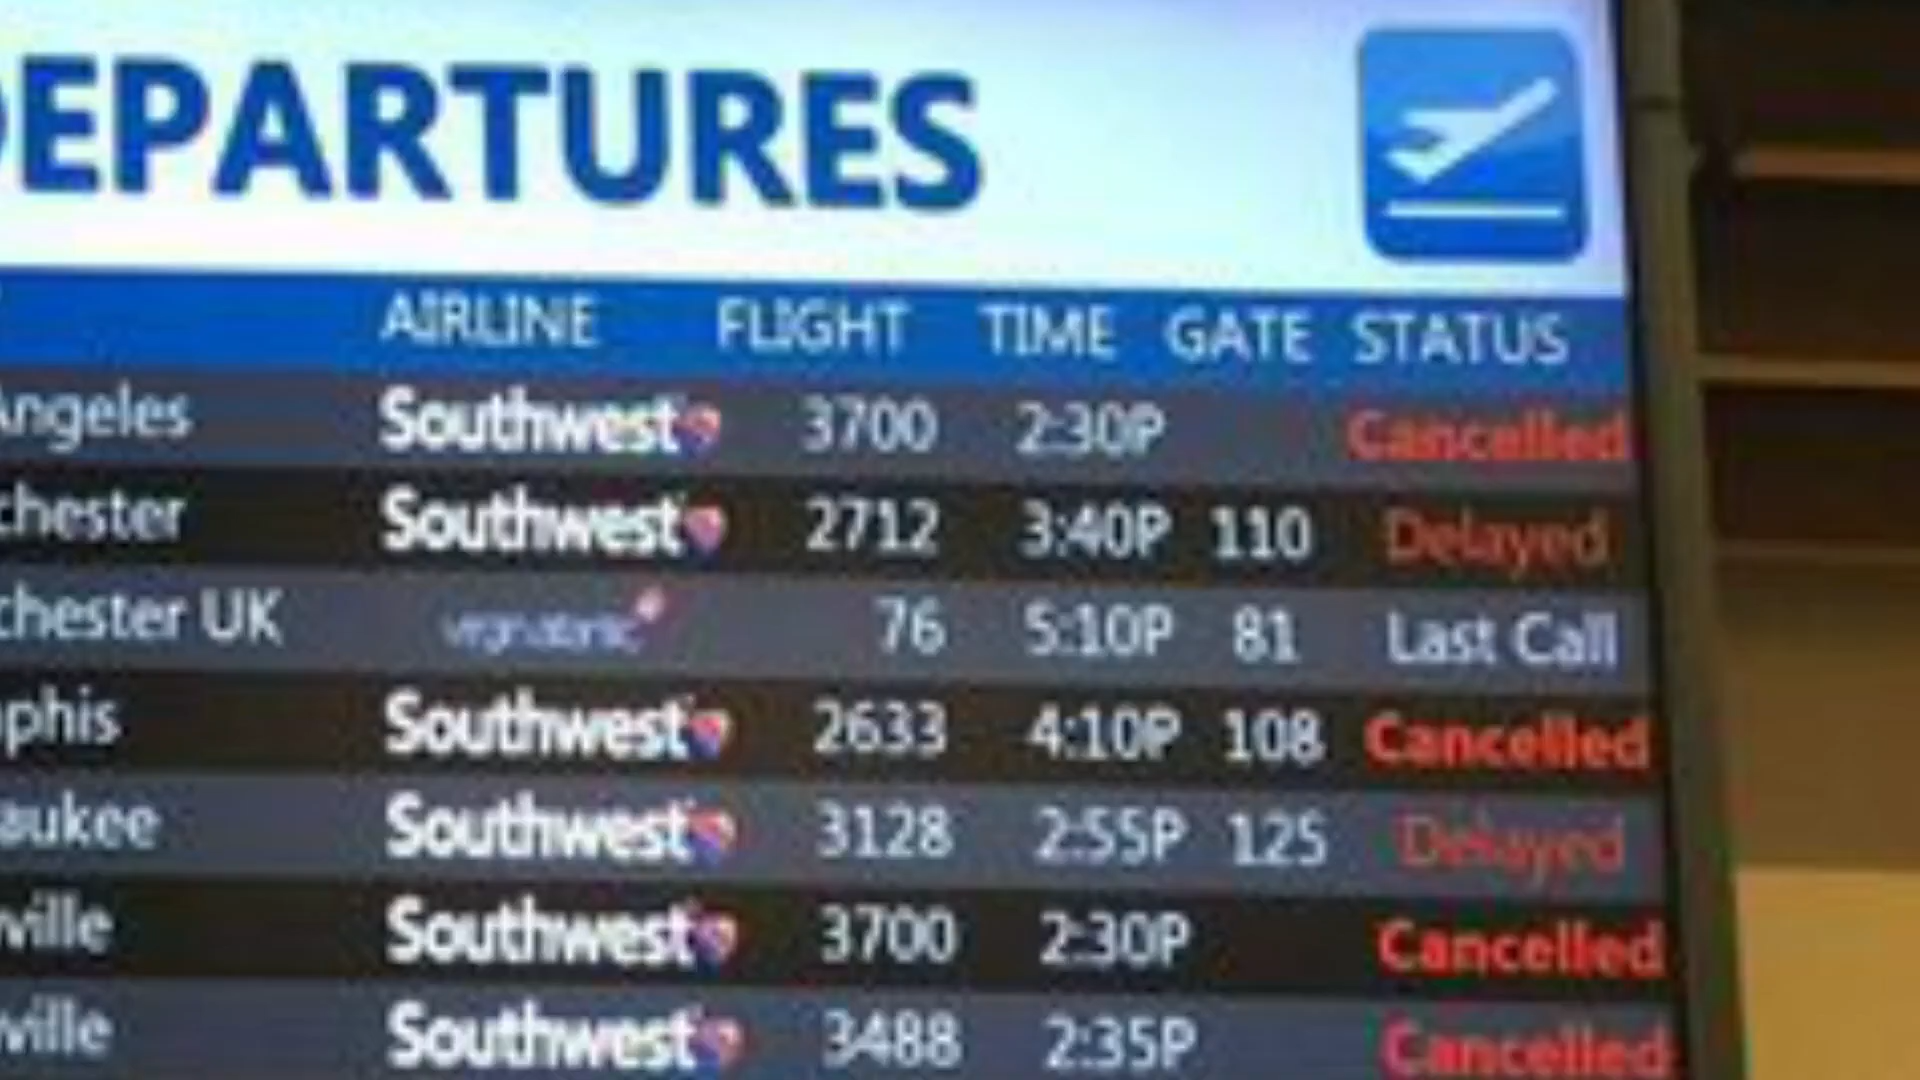 DEPARTURES
AIRLINE FLIGHT TIME GATE STATUS
Angeles Southwest 3700 2:30P Cancelled
chester Southwest 2712 3:40P 110 Delayed
chester UK virgin atlantic 76 5:10P 81 Last Call
phis Southwest 2633 4:10P 108 Cancelled
aukee Southwest 3128 2:55P 125 Delayed
ville Southwest 3700 2:30P Cancelled
ville Southwest 3488 2:35P Cancelled